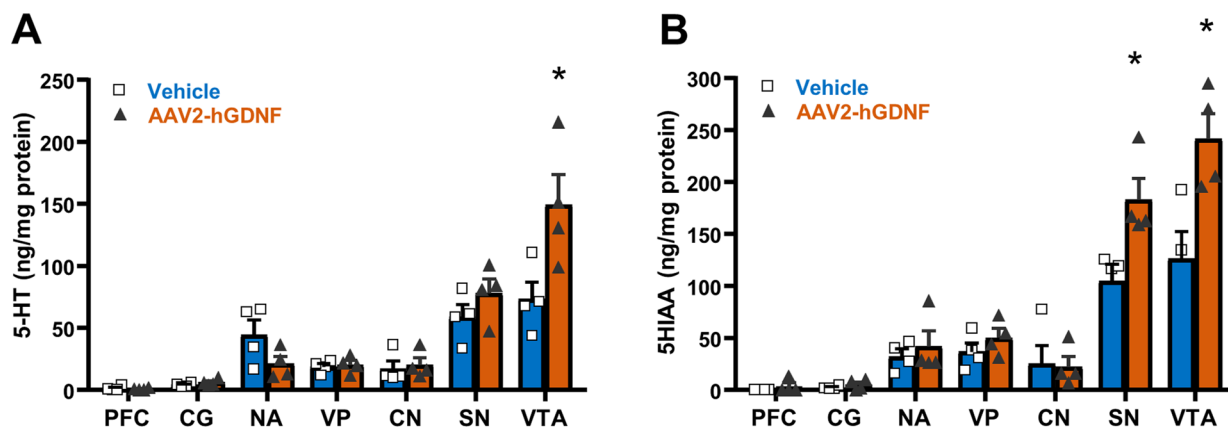 A
5-HT (ng/mg protein)
250
200
150
100
50
0
Vehicle
AAV2-hGDNF
*
PFC CG NA VP CN SN VTA
B
5HIAA (ng/mg protein)
300
250
200
150
100
50
0
Vehicle
AAV2-hGDNF
*
*
PFC CG NA VP CN SN VTA